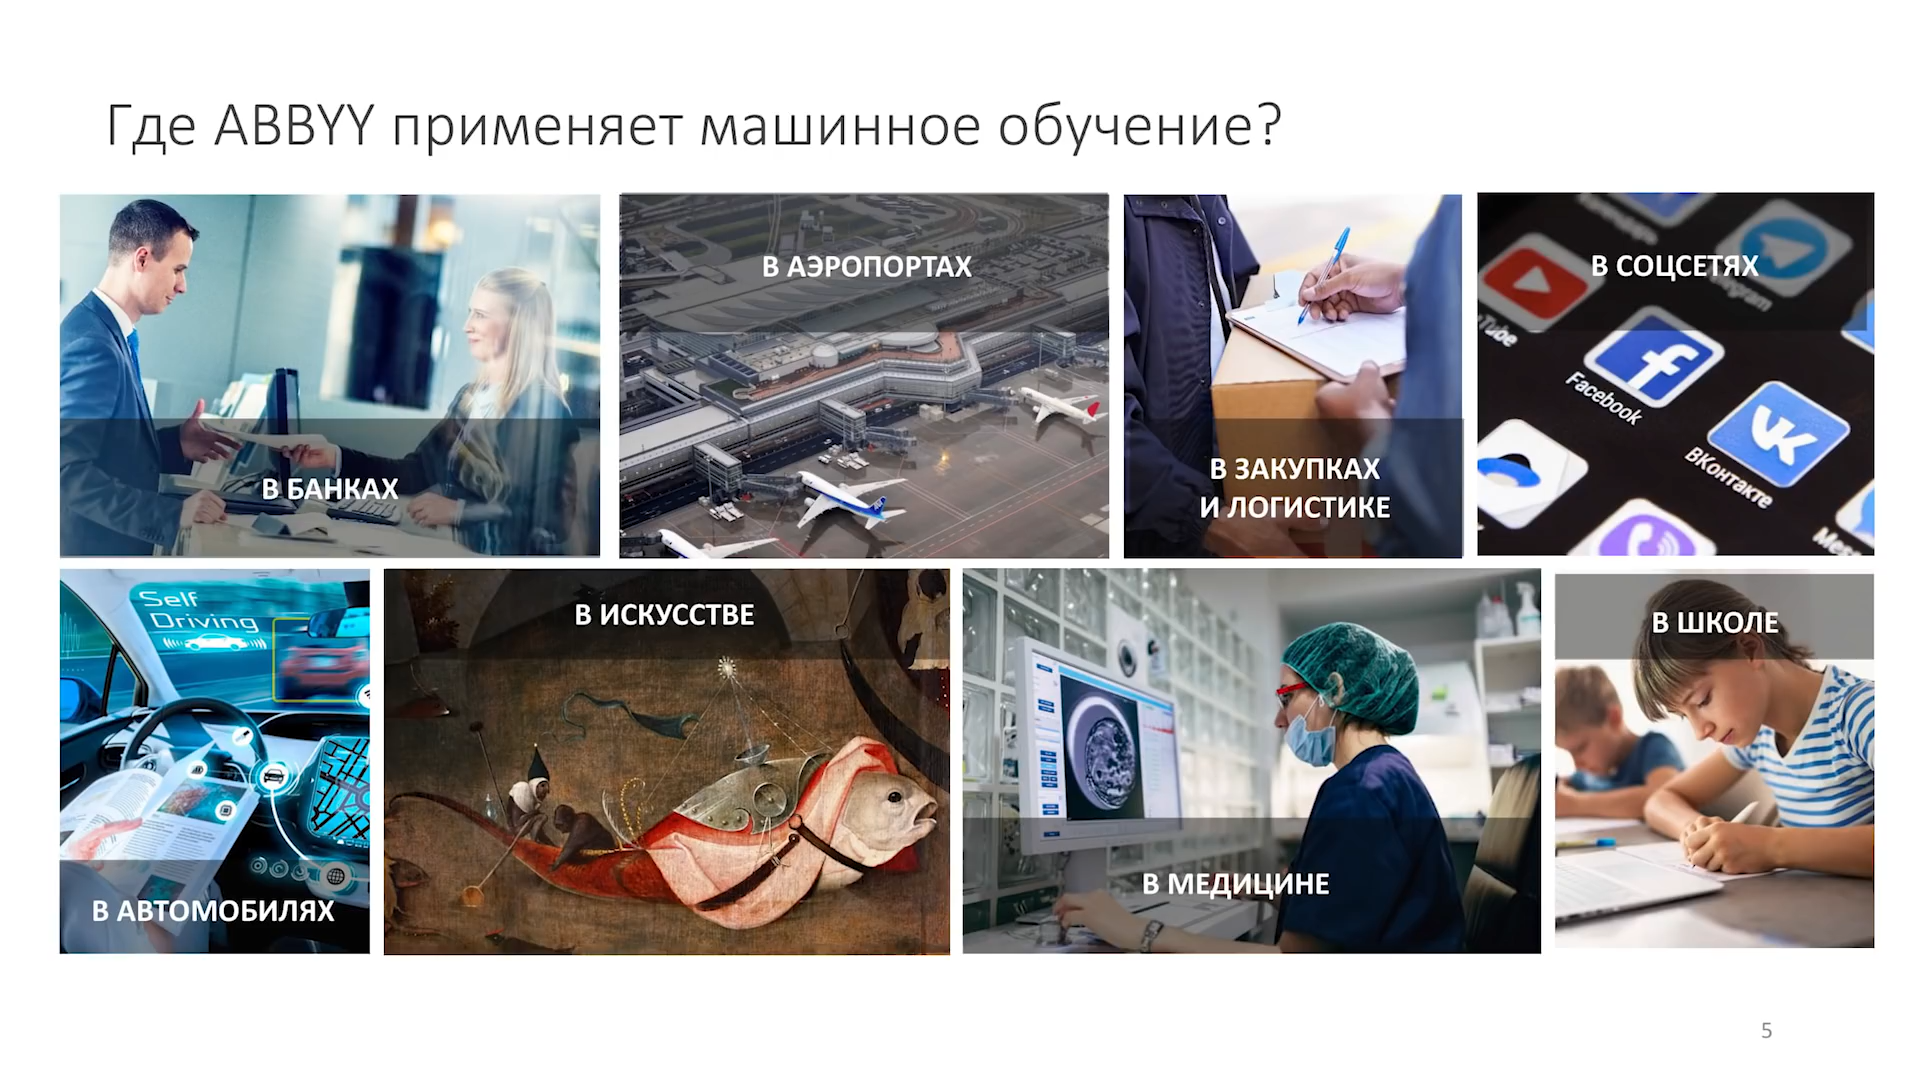 Где ABBYY применяет машинное обучение?
В БАНКАХ
В АЭРОПОРТАХ
В ЗАКУПКАХ
И ЛОГИСТИКЕ
В СОЦСЕТЯХ
Facebook
ВКонтакте
Self
Driving
В АВТОМОБИЛЯХ
В ИСКУССТВЕ
В МЕДИЦИНЕ
В ШКОЛЕ
5